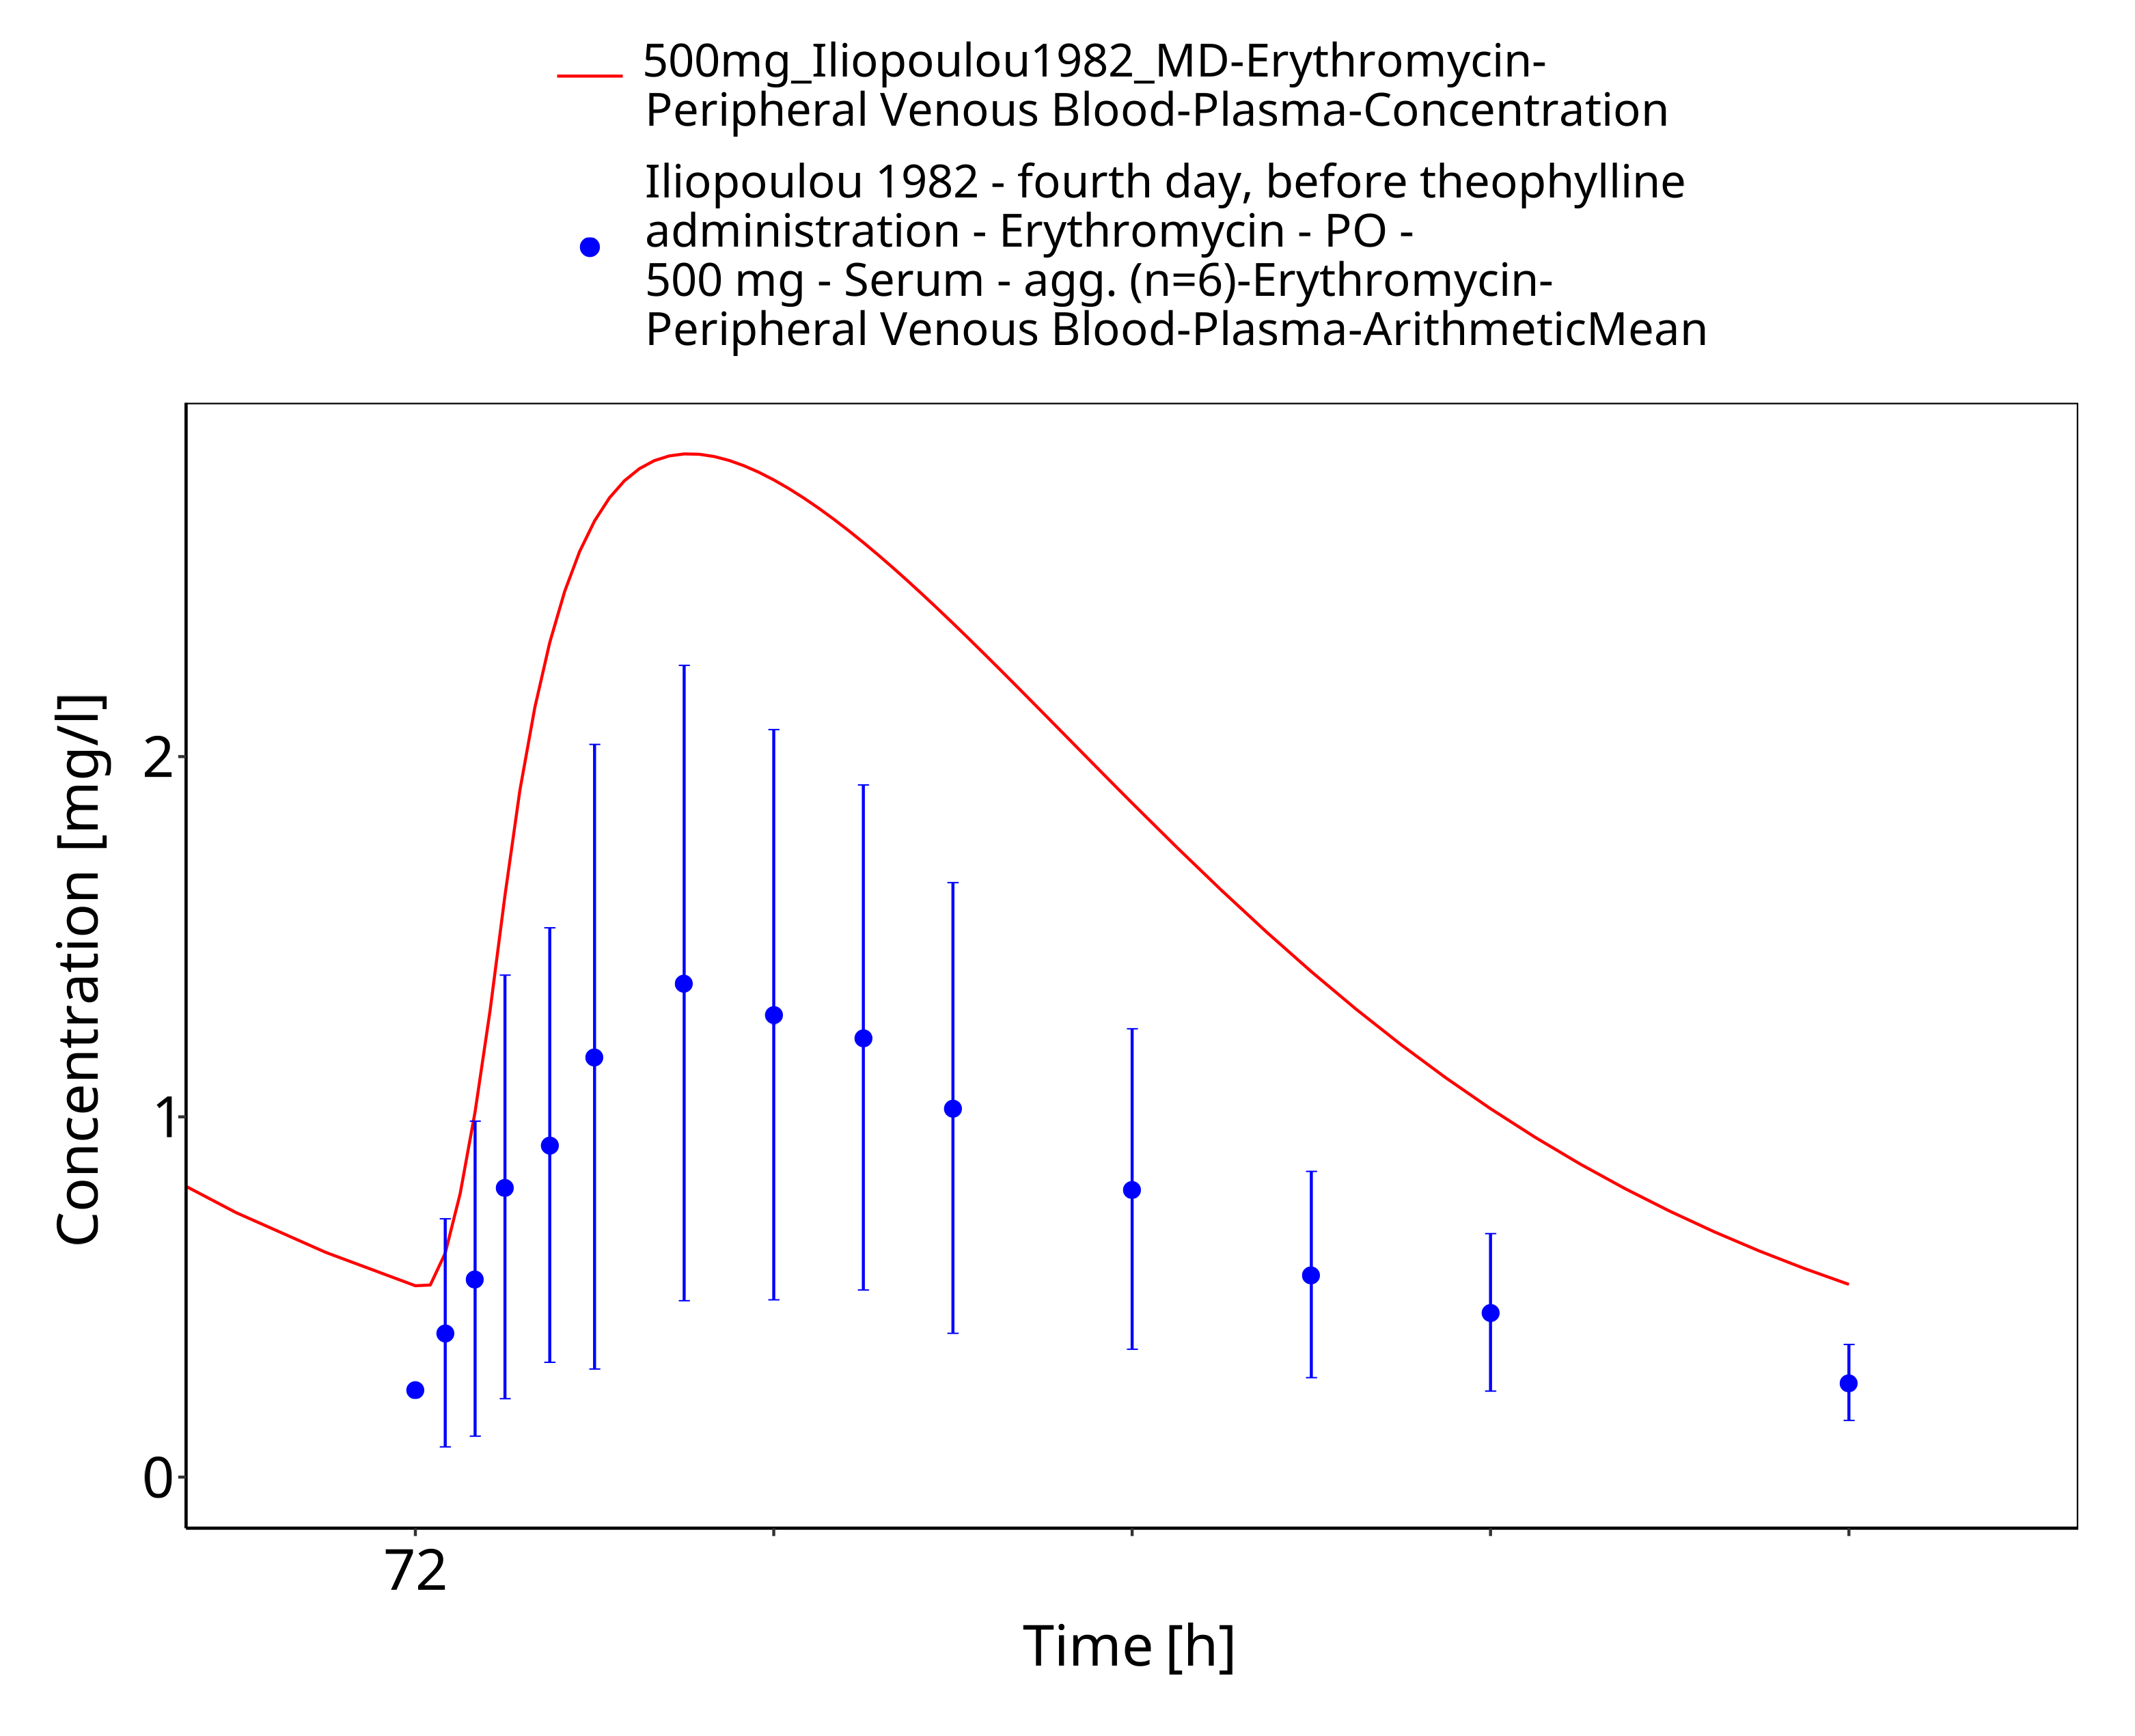 500mg_Iliopoulou1982_MD-Erythromycin-
Peripheral Venous Blood-Plasma-Concentration
Iliopoulou 1982 - fourth day, before theophylline
administration - Erythromycin - PO -
500 mg - Serum - agg. (n=6)-Erythromycin-
Peripheral Venous Blood-Plasma-ArithmeticMean
Concentration [mg/l]
2
1
0
72
Time [h]